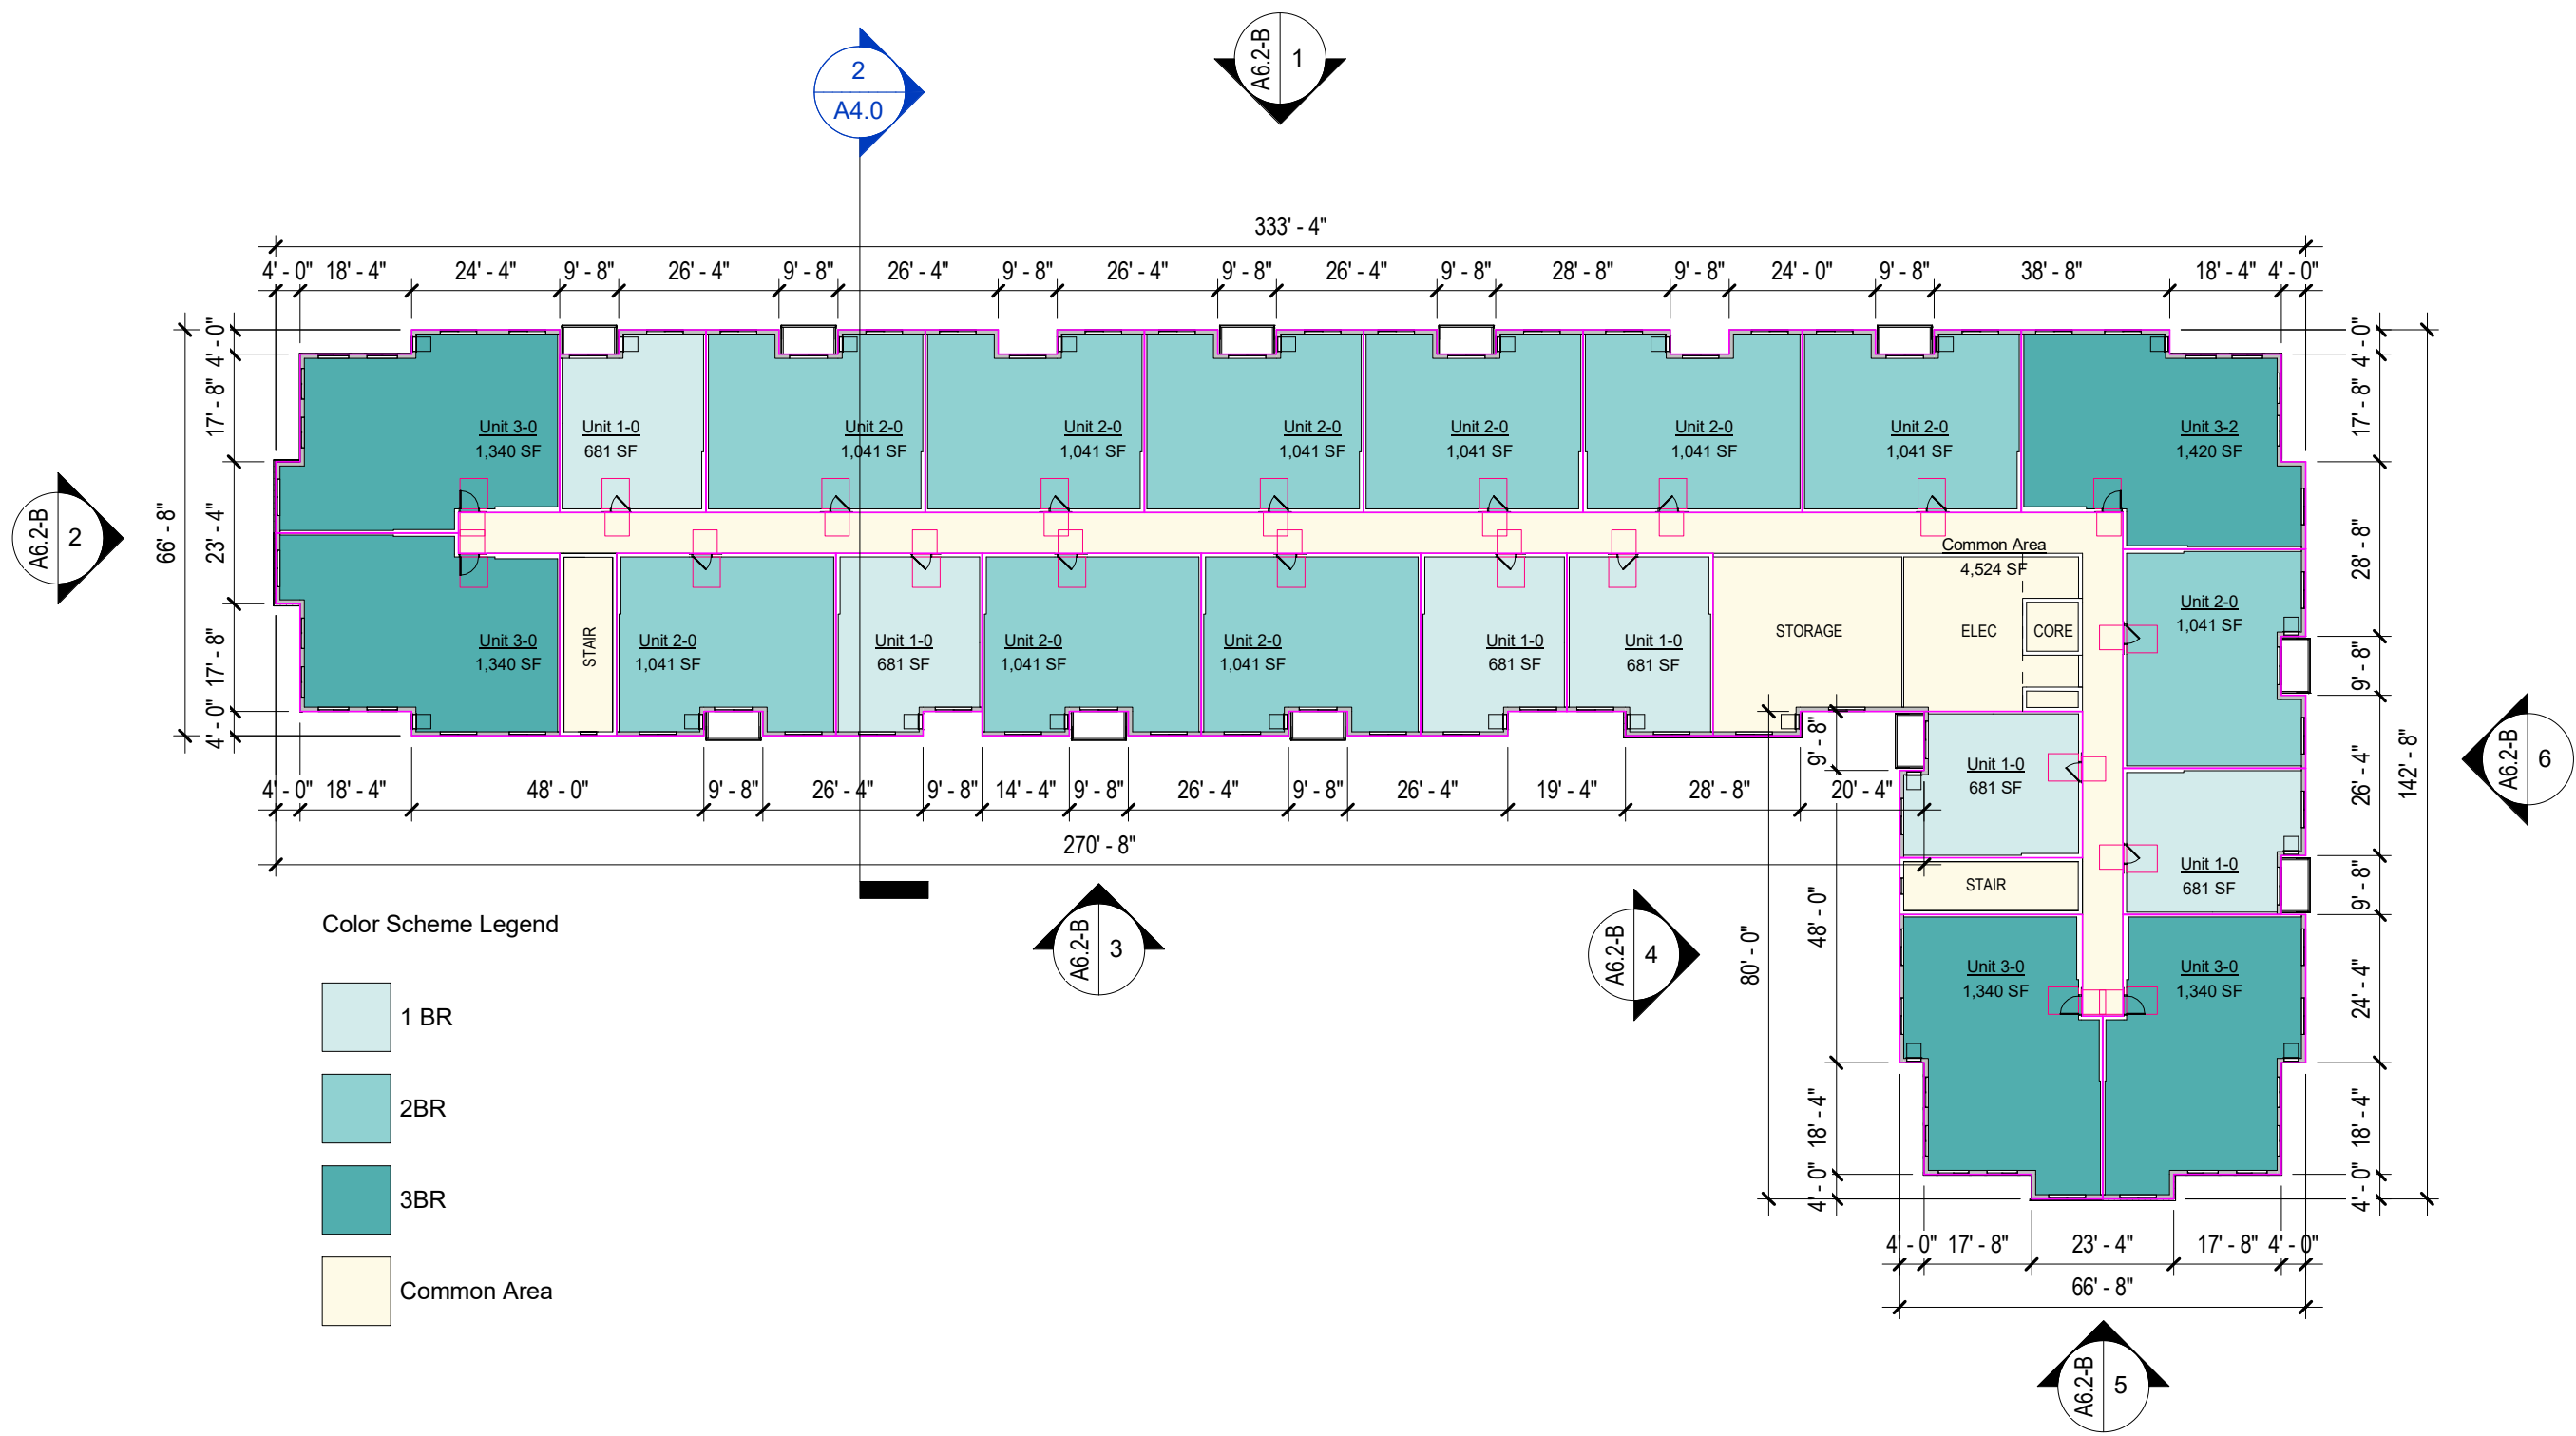 2
A4.0
A6.2-B
1
333' - 4"
4' - 0" 18' - 4" 24' - 4" 9' - 8" 26' - 4" 9' - 8" 26' - 4" 9' - 8" 26' - 4" 9' - 8" 26' - 4" 9' - 8" 28' - 8" 9' - 8" 24' - 0" 9' - 8" 38' - 8" 18' - 4" 4' - 0"
66' - 8"
4' - 0"
17' - 8"
23' - 4"
17' - 8"
4' - 0"
A6.2-B
2
Unit 3-0
1,340 SF
Unit 1-0
681 SF
Unit 2-0
1,041 SF
Unit 2-0
1,041 SF
Unit 2-0
1,041 SF
Unit 2-0
1,041 SF
Unit 2-0
1,041 SF
Unit 2-0
1,041 SF
Unit 3-2
1,420 SF
Common Area
4,524 SF
Unit 3-0
1,340 SF
STAIR
Unit 2-0
1,041 SF
Unit 1-0
681 SF
Unit 2-0
1,041 SF
Unit 2-0
1,041 SF
Unit 1-0
681 SF
Unit 1-0
681 SF
STORAGE
ELEC
CORE
Unit 2-0
1,041 SF
Unit 1-0
681 SF
Unit 1-0
681 SF
STAIR
Unit 3-0
1,340 SF
Unit 3-0
1,340 SF
4' - 0"
17' - 8"
28' - 8"
9' - 8"
26' - 4"
9' - 8"
24' - 4"
18' - 4"
4' - 0"
142' - 8"
A6.2-B
6
4' - 0" 18' - 4" 48' - 0" 9' - 8" 26' - 4" 9' - 8" 14' - 4" 9' - 8" 26' - 4" 9' - 8" 26' - 4" 19' - 4" 28' - 8" 20' - 4"
270' - 8"
9' - 8"
48' - 0"
18' - 4"
4' - 0"
80' - 0"
A6.2-B
3
A6.2-B
4
4' - 0" 17' - 8" 23' - 4" 17' - 8" 4' - 0"
66' - 8"
A6.2-B
5
Color Scheme Legend
1 BR
2BR
3BR
Common Area